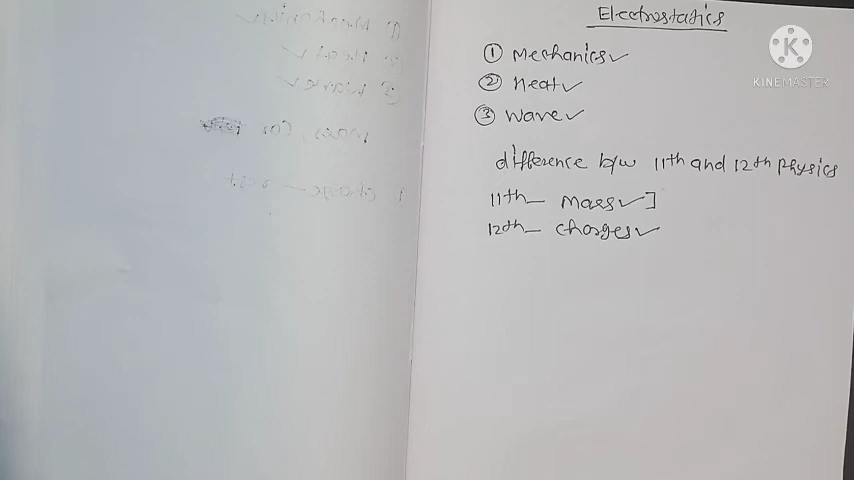 Electrostatics
① Mechanics ✓
② Heat ✓
③ Wave ✓
difference b/w 11th and 12th Physics
11th — Mass ✓ ]
12th — Charges ✓
KINEMASTER